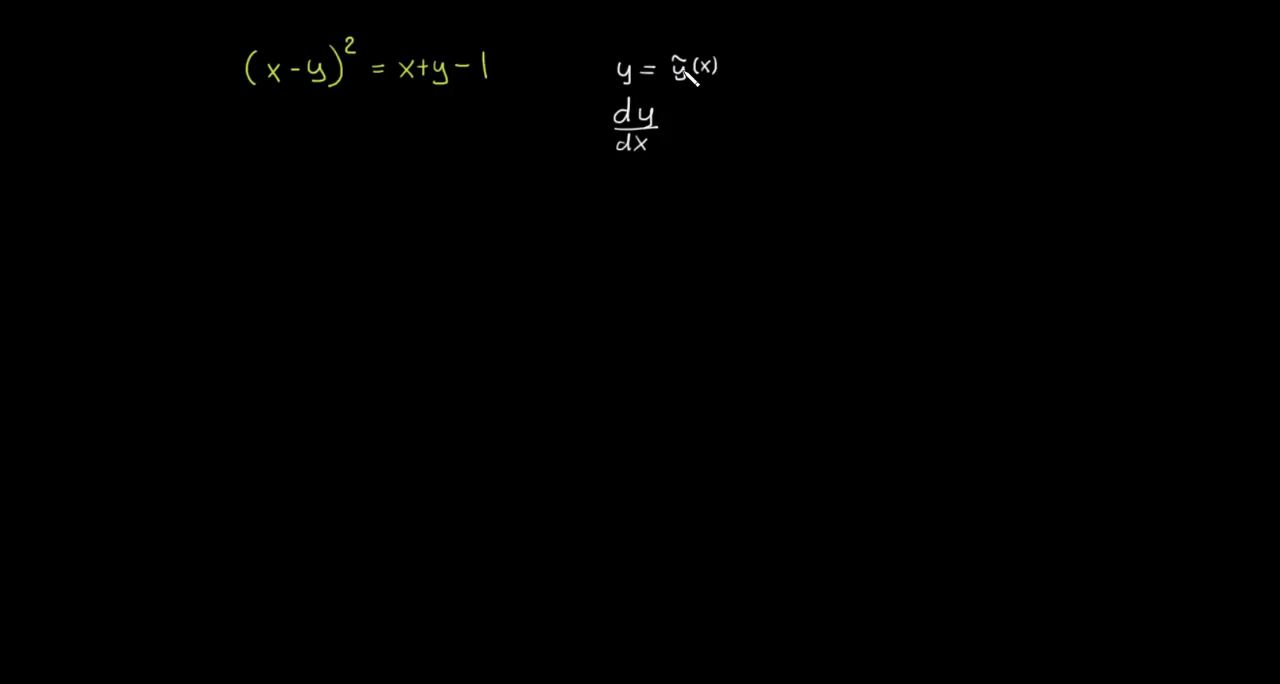 (x-y)² = x+y-1
y = ỹ(x)
dy/dx